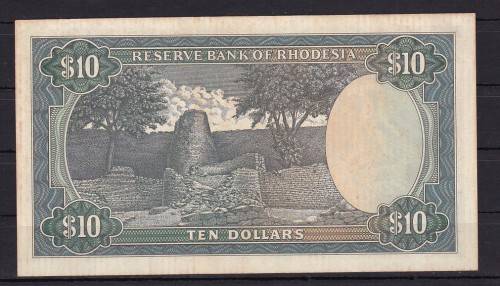 RESERVE BANK OF RHODESIA
$10 $10
$10 $10
TEN DOLLARS